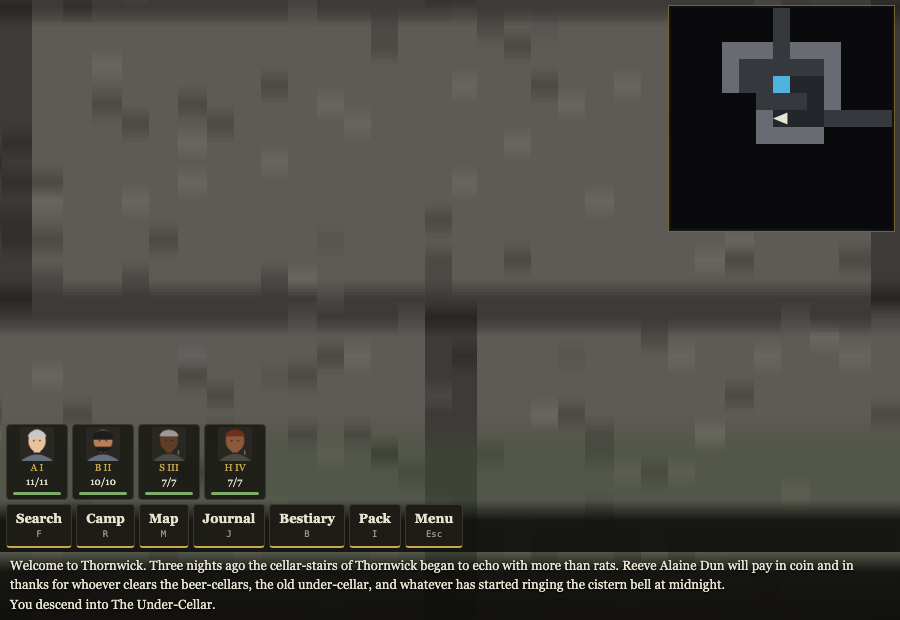 A I
B II
S III
H IV
11/11
10/10
7/7
7/7
Search
Camp
Map
Journal
Bestiary
Pack
Menu
F
R
M
J
B
I
Esc
Welcome to Thornwick. Three nights ago the cellar-stairs of Thornwick began to echo with more than rats. Reeve Alaine Dun will pay in coin and in
thanks for whoever clears the beer-cellars, the old under-cellar, and whatever has started ringing the cistern bell at midnight.
You descend into The Under-Cellar.